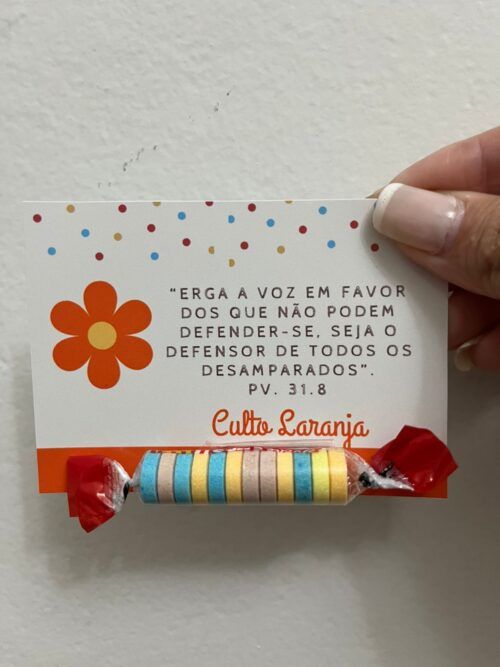 “ERGA A VOZ EM FAVOR
DOS QUE NÃO PODEM
DEFENDER-SE, SEJA O
DEFENSOR DE TODOS OS
DESAMPARADOS”.
PV. 31.8
Culto Laranja